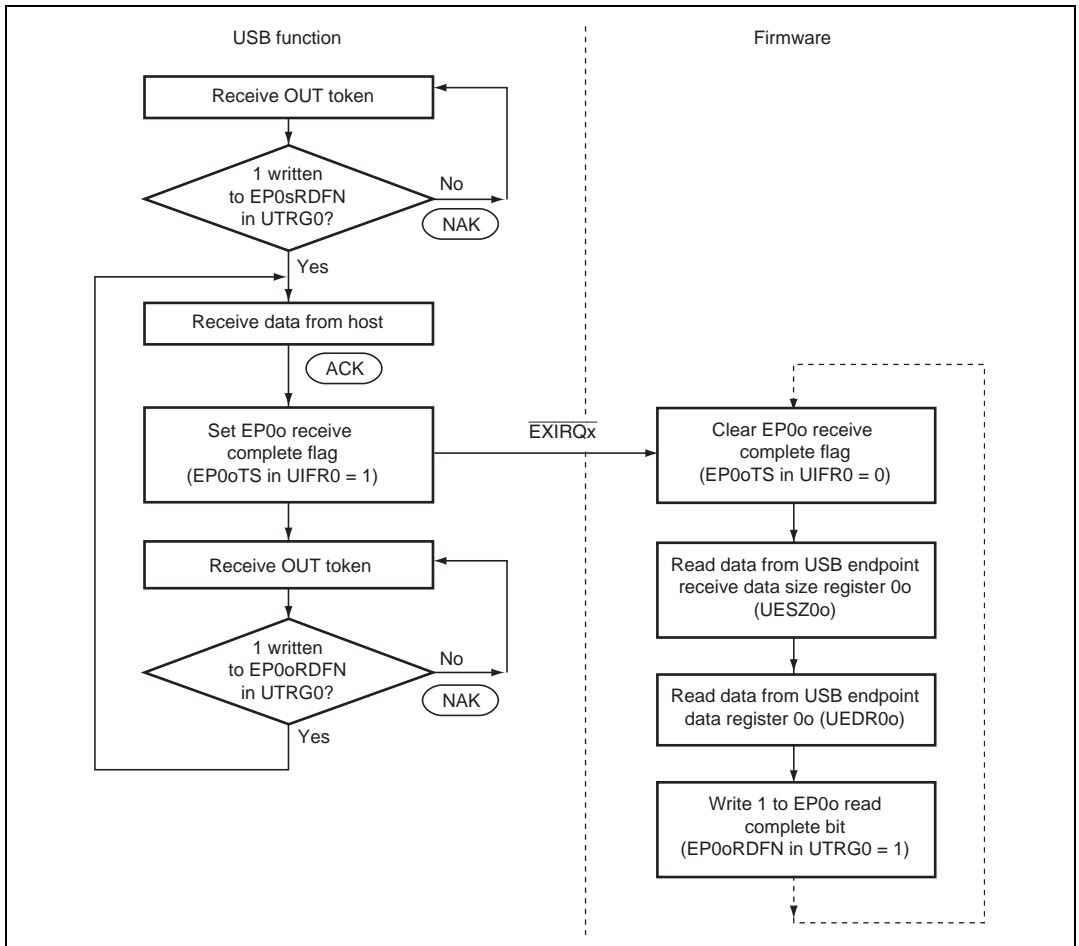 USB function
Firmware
Receive OUT token
1 written
to EP0sRDFN
in UTRG0?
No
NAK
Yes
Receive data from host
ACK
Set EP0o receive
complete flag
(EP0oTS in UIFR0 = 1)
EXIRQx
Clear EP0o receive
complete flag
(EP0oTS in UIFR0 = 0)
Receive OUT token
Read data from USB endpoint
receive data size register 0o
(UESZ0o)
1 written
to EP0oRDFN
in UTRG0?
No
NAK
Yes
Read data from USB endpoint
data register 0o (UEDR0o)
Write 1 to EP0o read
complete bit
(EP0oRDFN in UTRG0 = 1)